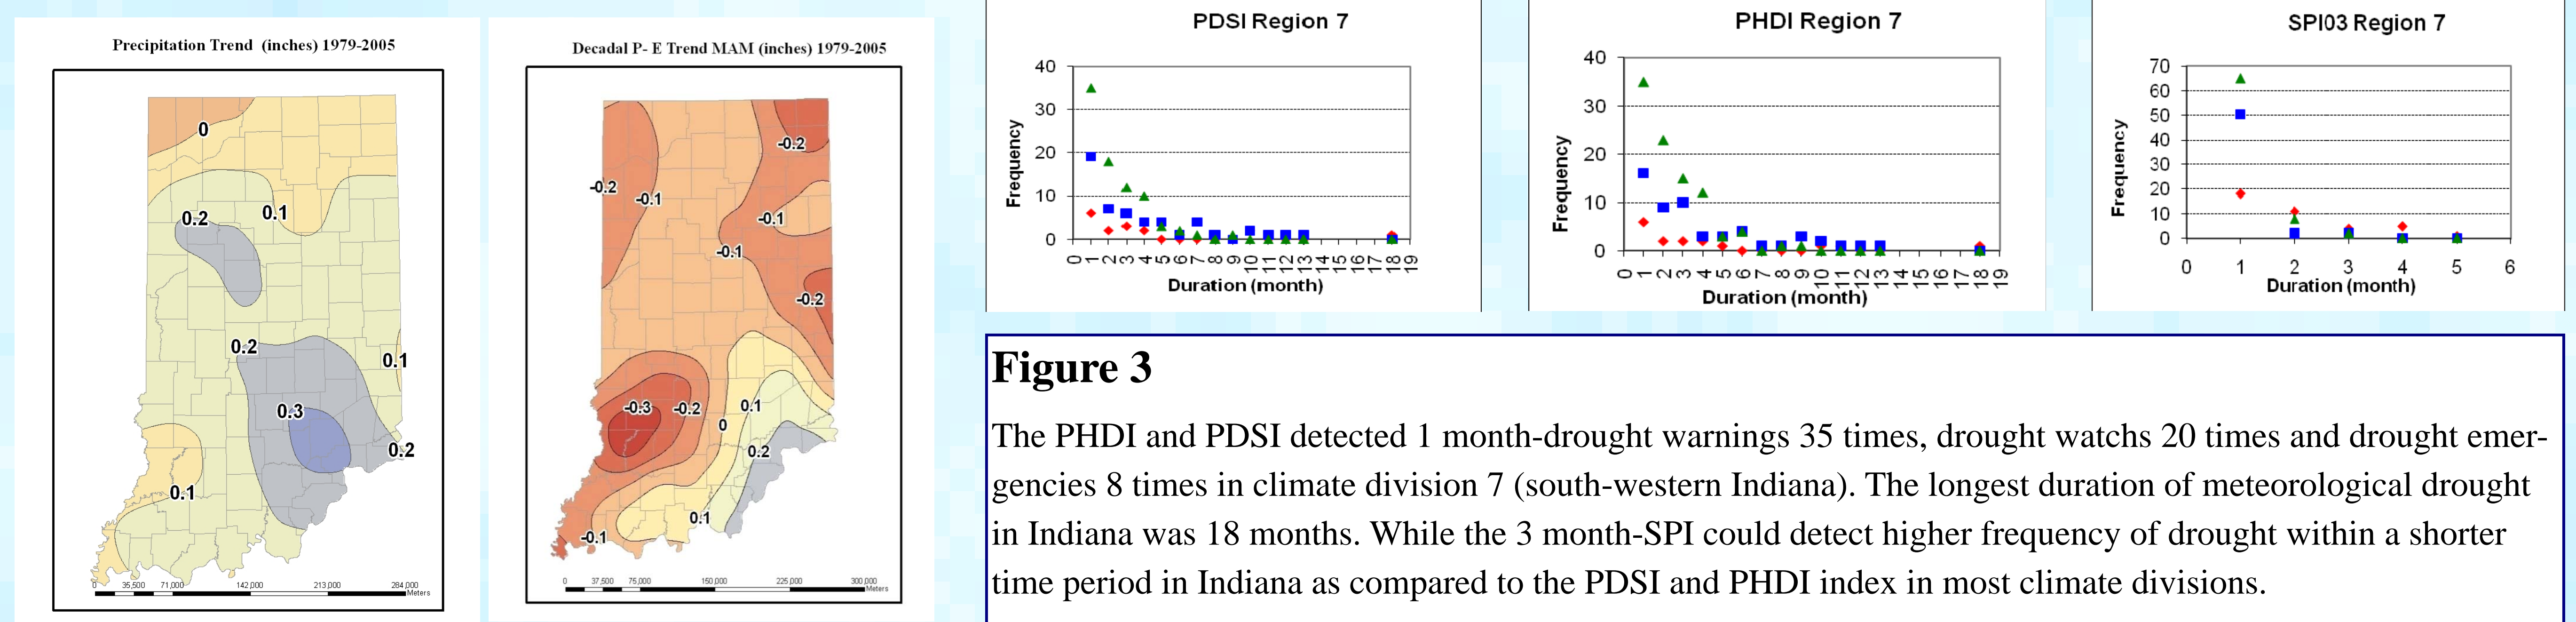 Precipitation Trend (inches) 1979-2005
0
0.2
0.1
0.2
0.1
0.3
0.2
0.1
0 35,500 71,000 142,000 213,000 284,000
Meters
Decadal P- E Trend MAM (inches) 1979-2005
-0.2
-0.2
-0.1
-0.1
-0.1
-0.2
-0.3
-0.2
0.1
0
0.2
0.1
-0.1
0 37,500 75,000 150,000 225,000 300,000
Meters
PDSI Region 7
Frequency
40
30
20
10
0
0 1 2 3 4 5 6 7 8 9 10 11 12 13 14 15 16 17 18 19
Duration (month)
PHDI Region 7
Frequency
40
30
20
10
0
0 1 2 3 4 5 6 7 8 9 10 11 12 13 14 15 16 17 18 19
Duration (month)
SPI03 Region 7
Frequency
70
60
50
40
30
20
10
0
0 1 2 3 4 5 6
Duration (month)
Figure 3
The PHDI and PDSI detected 1 month-drought warnings 35 times, drought watchs 20 times and drought emer-
gencies 8 times in climate division 7 (south-western Indiana). The longest duration of meteorological drought
in Indiana was 18 months. While the 3 month-SPI could detect higher frequency of drought within a shorter
time period in Indiana as compared to the PDSI and PHDI index in most climate divisions.